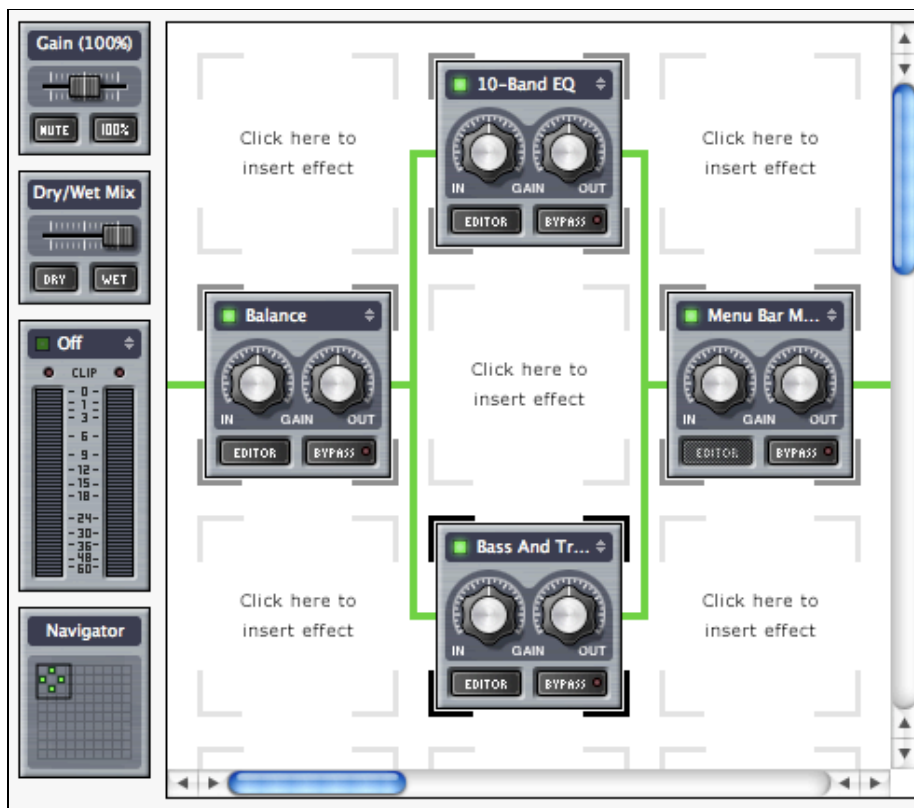 Gain (100%)
MUTE 100%
Dry/Wet Mix
DRY WET
Off
CLIP
0
1
3
6
9
12
15
18
24
30
36
48
60
Navigator
Click here to
insert effect
10-Band EQ
IN GAIN OUT
EDITOR BYPASS
Click here to
insert effect
Balance
IN GAIN OUT
EDITOR BYPASS
Click here to
insert effect
Menu Bar M...
IN GAIN OUT
EDITOR BYPASS
Click here to
insert effect
Bass And Tr...
IN GAIN OUT
EDITOR BYPASS
Click here to
insert effect